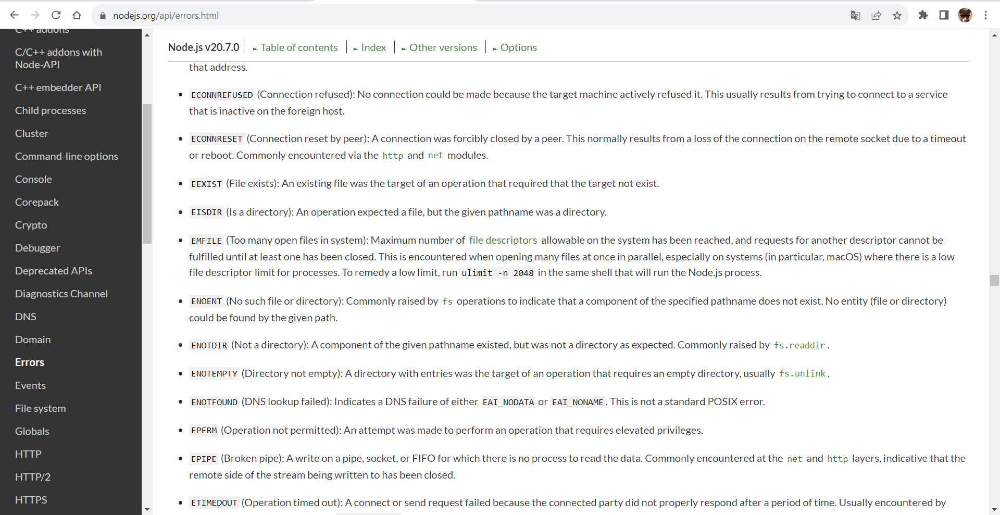 nodejs.org/api/errors.html
C++ addons
C/C++ addons with
Node-API
C++ embedder API
Child processes
Cluster
Command-line options
Console
Corepack
Crypto
Debugger
Deprecated APIs
Diagnostics Channel
DNS
Domain
Errors
Events
File system
Globals
HTTP
HTTP/2
HTTPS
Node.js v20.7.0 | ► Table of contents | ► Index | ► Other versions | ► Options
that address.
• ECONNREFUSED (Connection refused): No connection could be made because the target machine actively refused it. This usually results from trying to connect to a service
that is inactive on the foreign host.
• ECONNRESET (Connection reset by peer): A connection was forcibly closed by a peer. This normally results from a loss of the connection on the remote socket due to a timeout
or reboot. Commonly encountered via the http and net modules.
• EEXIST (File exists): An existing file was the target of an operation that required that the target not exist.
• EISDIR (Is a directory): An operation expected a file, but the given pathname was a directory.
• EMFILE (Too many open files in system): Maximum number of file descriptors allowable on the system has been reached, and requests for another descriptor cannot be
fulfilled until at least one has been closed. This is encountered when opening many files at once in parallel, especially on systems (in particular, macOS) where there is a low
file descriptor limit for processes. To remedy a low limit, run ulimit -n 2048 in the same shell that will run the Node.js process.
• ENOENT (No such file or directory): Commonly raised by fs operations to indicate that a component of the specified pathname does not exist. No entity (file or directory)
could be found by the given path.
• ENOTDIR (Not a directory): A component of the given pathname existed, but was not a directory as expected. Commonly raised by fs.readdir.
• ENOTEMPTY (Directory not empty): A directory with entries was the target of an operation that requires an empty directory, usually fs.unlink.
• ENOTFOUND (DNS lookup failed): Indicates a DNS failure of either EAI_NODATA or EAI_NONAME. This is not a standard POSIX error.
• EPERM (Operation not permitted): An attempt was made to perform an operation that requires elevated privileges.
• EPIPE (Broken pipe): A write on a pipe, socket, or FIFO for which there is no process to read the data. Commonly encountered at the net and http layers, indicative that the
remote side of the stream being written to has been closed.
• ETIMEDOUT (Operation timed out): A connect or send request failed because the connected party did not properly respond after a period of time. Usually encountered by